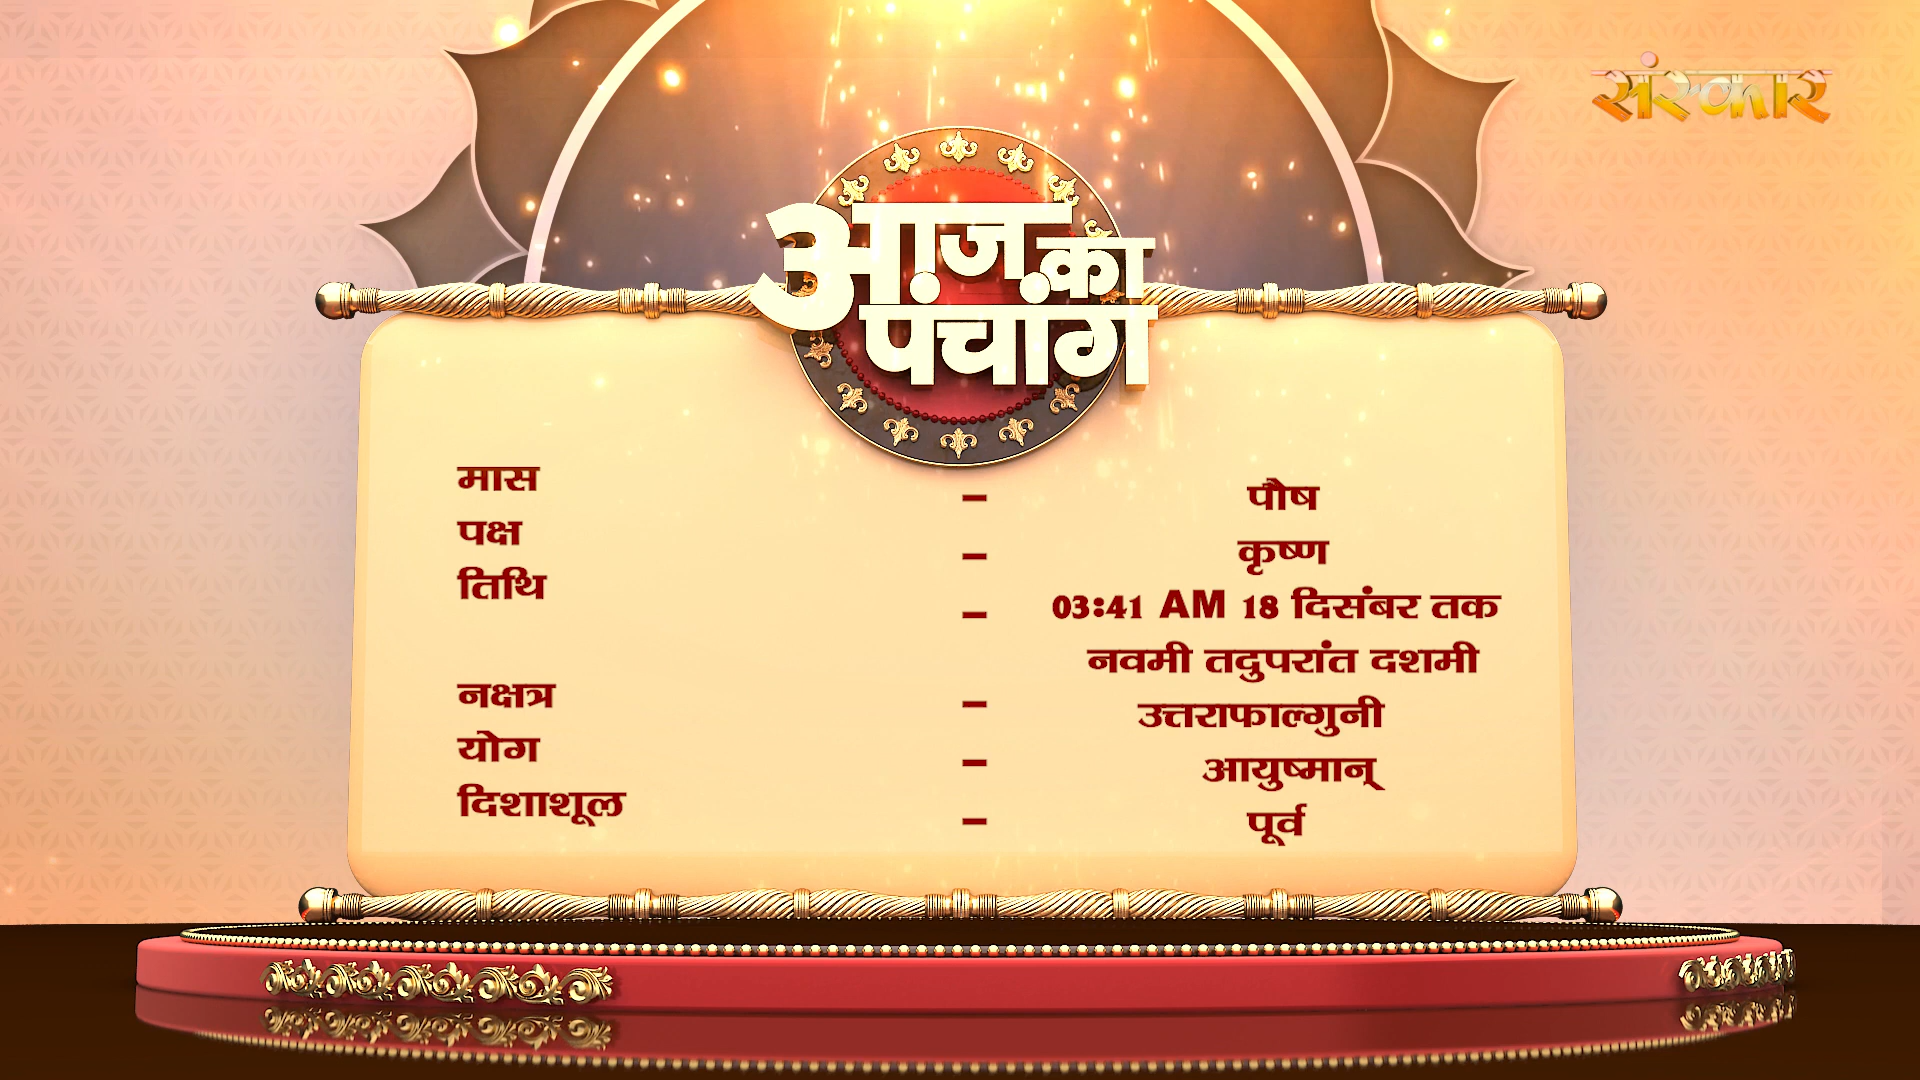 संस्कार
आज का
पंचांग
मास – पौष
पक्ष – कृष्ण
तिथि – 03:41 AM 18 दिसंबर तक
नवमी तदुपरांत दशमी
नक्षत्र – उत्तराफाल्गुनी
योग – आयुष्मान्
दिशाशूल – पूर्व